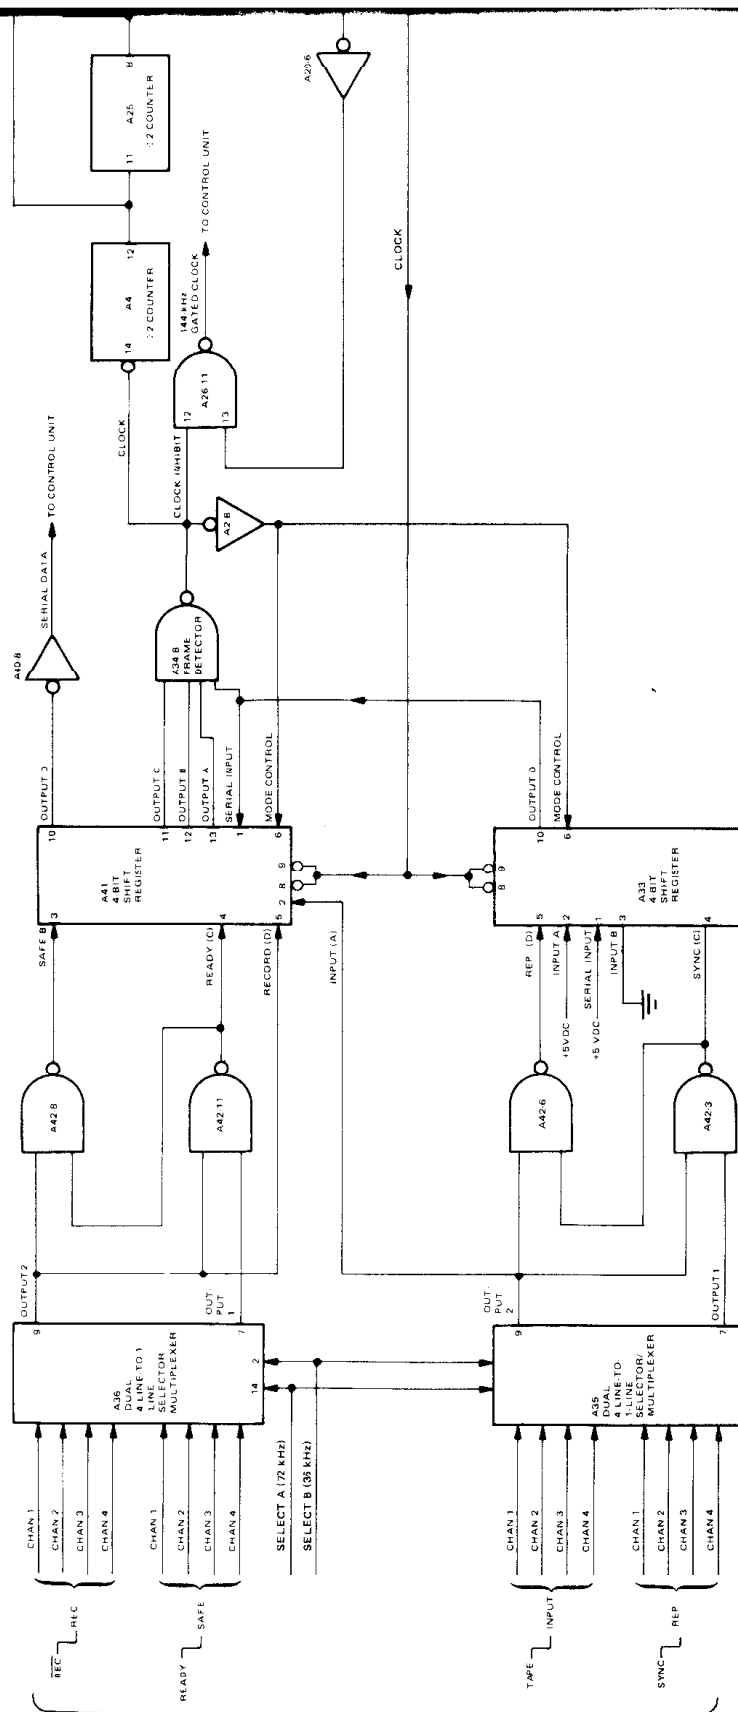 8
A25
÷2 COUNTER
11
A20-6
TO CONTROL UNIT
12
A4
÷2 COUNTER
14
144 kHz
GATED CLOCK
A26-11
12
13
CLOCK
CLOCK
CLOCK INHIBIT
TO CONTROL UNIT
SERIAL DATA
A40-8
A2-8
A34-8
FRAME
DETECTOR
OUTPUT D
OUTPUT C
OUTPUT B
OUTPUT A
SERIAL INPUT
MODE CONTROL
OUTPUT D
MODE CONTROL
10
11
12
13
1
6
A41
4-BIT
SHIFT
REGISTER
9
8
2
3
4
5
10
6
9
8
A33
4-BIT
SHIFT
REGISTER
5
2
1
3
4
SAFE B
READY (C)
RECORD (D)
INPUT (A)
REP (D)
INPUT A
SERIAL INPUT
INPUT B
SYNC (C)
+5VDC
+5 VDC
A42-8
A42-11
A42-6
A42-3
OUTPUT 2
OUT-
PUT
1
OUT-
PUT
2
OUTPUT 1
9
7
A36
DUAL
4 LINE-TO-1
LINE
SELECTOR
MULTIPLEXER
2
14
9
7
A35
DUAL
4 LINE-TO-
1-LINE
SELECTOR/
MULTIPLEXER
CHAN 1
CHAN 2
CHAN 3
CHAN 4
CHAN 1
CHAN 2
CHAN 3
CHAN 4
SELECT A (72 kHz)
SELECT B (36 kHz)
CHAN 1
CHAN 2
CHAN 3
CHAN 4
CHAN 1
CHAN 2
CHAN 3
CHAN 4
REC
REC
READY
SAFE
TAPE
INPUT
SYNC
REP